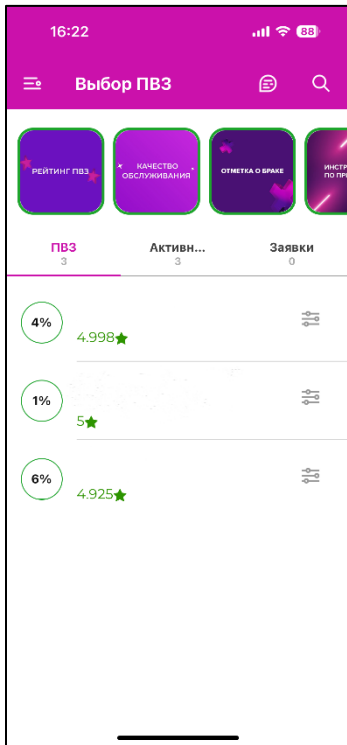 16:22
88
Выбор ПВЗ
РЕЙТИНГ ПВЗ
КАЧЕСТВО
ОБСЛУЖИВАНИЯ
ОТМЕТКА О БРАКЕ
ИНСТР
ПО ПРИ
ПВЗ
3
Активн...
3
Заявки
0
4%
4.998★
1%
5★
6%
4.925★